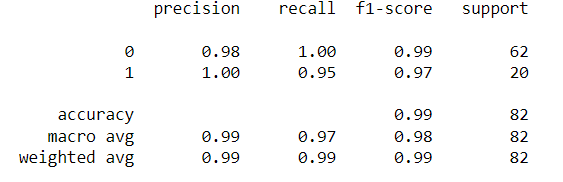 precision recall f1-score support
0 0.98 1.00 0.99 62
1 1.00 0.95 0.97 20
accuracy 0.99 82
macro avg 0.99 0.97 0.98 82
weighted avg 0.99 0.99 0.99 82